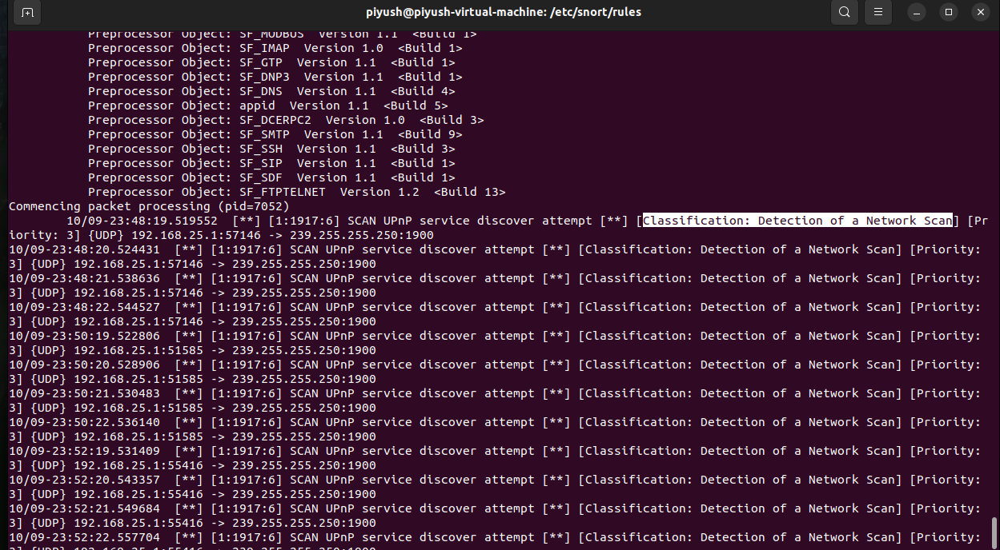 piyush@piyush-virtual-machine: /etc/snort/rules
Preprocessor Object: SF_MODBUS  Version 1.1  <Build 1>
Preprocessor Object: SF_IMAP  Version 1.0  <Build 1>
Preprocessor Object: SF_GTP  Version 1.1  <Build 1>
Preprocessor Object: SF_DNP3  Version 1.1  <Build 1>
Preprocessor Object: SF_DNS  Version 1.1  <Build 4>
Preprocessor Object: appid  Version 1.1  <Build 5>
Preprocessor Object: SF_DCERPC2  Version 1.0  <Build 3>
Preprocessor Object: SF_SMTP  Version 1.1  <Build 9>
Preprocessor Object: SF_SSH  Version 1.1  <Build 3>
Preprocessor Object: SF_SIP  Version 1.1  <Build 1>
Preprocessor Object: SF_SDF  Version 1.1  <Build 1>
Preprocessor Object: SF_FTPTELNET  Version 1.2  <Build 13>
Commencing packet processing (pid=7052)
10/09-23:48:19.519552  [**] [1:1917:6] SCAN UPnP service discover attempt [**] [Classification: Detection of a Network Scan] [Pr
iority: 3] {UDP} 192.168.25.1:57146 -> 239.255.255.250:1900
10/09-23:48:20.524431  [**] [1:1917:6] SCAN UPnP service discover attempt [**] [Classification: Detection of a Network Scan] [Priority:
3] {UDP} 192.168.25.1:57146 -> 239.255.255.250:1900
10/09-23:48:21.538636  [**] [1:1917:6] SCAN UPnP service discover attempt [**] [Classification: Detection of a Network Scan] [Priority:
3] {UDP} 192.168.25.1:57146 -> 239.255.255.250:1900
10/09-23:48:22.544527  [**] [1:1917:6] SCAN UPnP service discover attempt [**] [Classification: Detection of a Network Scan] [Priority:
3] {UDP} 192.168.25.1:57146 -> 239.255.255.250:1900
10/09-23:50:19.522806  [**] [1:1917:6] SCAN UPnP service discover attempt [**] [Classification: Detection of a Network Scan] [Priority:
3] {UDP} 192.168.25.1:51585 -> 239.255.255.250:1900
10/09-23:50:20.528906  [**] [1:1917:6] SCAN UPnP service discover attempt [**] [Classification: Detection of a Network Scan] [Priority:
3] {UDP} 192.168.25.1:51585 -> 239.255.255.250:1900
10/09-23:50:21.530483  [**] [1:1917:6] SCAN UPnP service discover attempt [**] [Classification: Detection of a Network Scan] [Priority:
3] {UDP} 192.168.25.1:51585 -> 239.255.255.250:1900
10/09-23:50:22.536140  [**] [1:1917:6] SCAN UPnP service discover attempt [**] [Classification: Detection of a Network Scan] [Priority:
3] {UDP} 192.168.25.1:51585 -> 239.255.255.250:1900
10/09-23:52:19.531409  [**] [1:1917:6] SCAN UPnP service discover attempt [**] [Classification: Detection of a Network Scan] [Priority:
3] {UDP} 192.168.25.1:55416 -> 239.255.255.250:1900
10/09-23:52:20.543357  [**] [1:1917:6] SCAN UPnP service discover attempt [**] [Classification: Detection of a Network Scan] [Priority:
3] {UDP} 192.168.25.1:55416 -> 239.255.255.250:1900
10/09-23:52:21.549684  [**] [1:1917:6] SCAN UPnP service discover attempt [**] [Classification: Detection of a Network Scan] [Priority:
3] {UDP} 192.168.25.1:55416 -> 239.255.255.250:1900
10/09-23:52:22.557704  [**] [1:1917:6] SCAN UPnP service discover attempt [**] [Classification: Detection of a Network Scan] [Priority:
3] {UDP} 192.168.25.1:55416 -> 239.255.255.250:1900